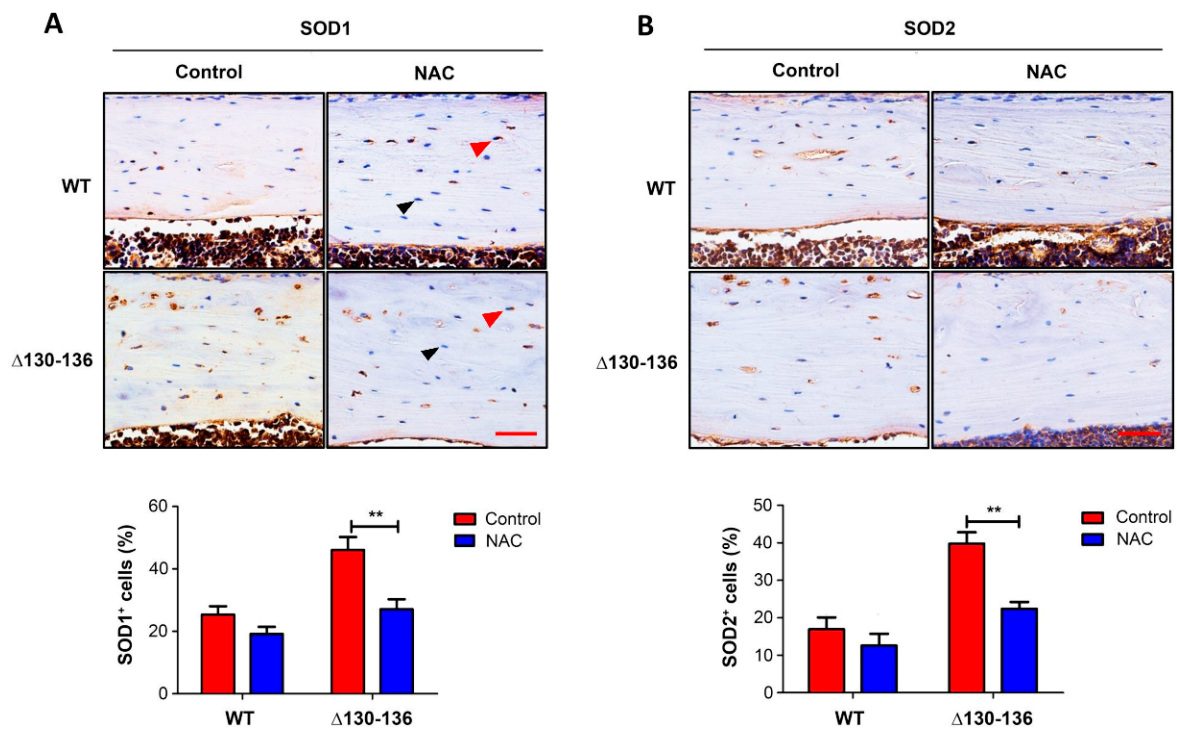 A
SOD1
Control NAC
WT
Δ130-136
60
40
20
0
SOD1⁺ cells (%)
**
Control
NAC
WT Δ130-136
B
SOD2
Control NAC
WT
Δ130-136
50
40
30
20
10
0
SOD2⁺ cells (%)
**
Control
NAC
WT Δ130-136